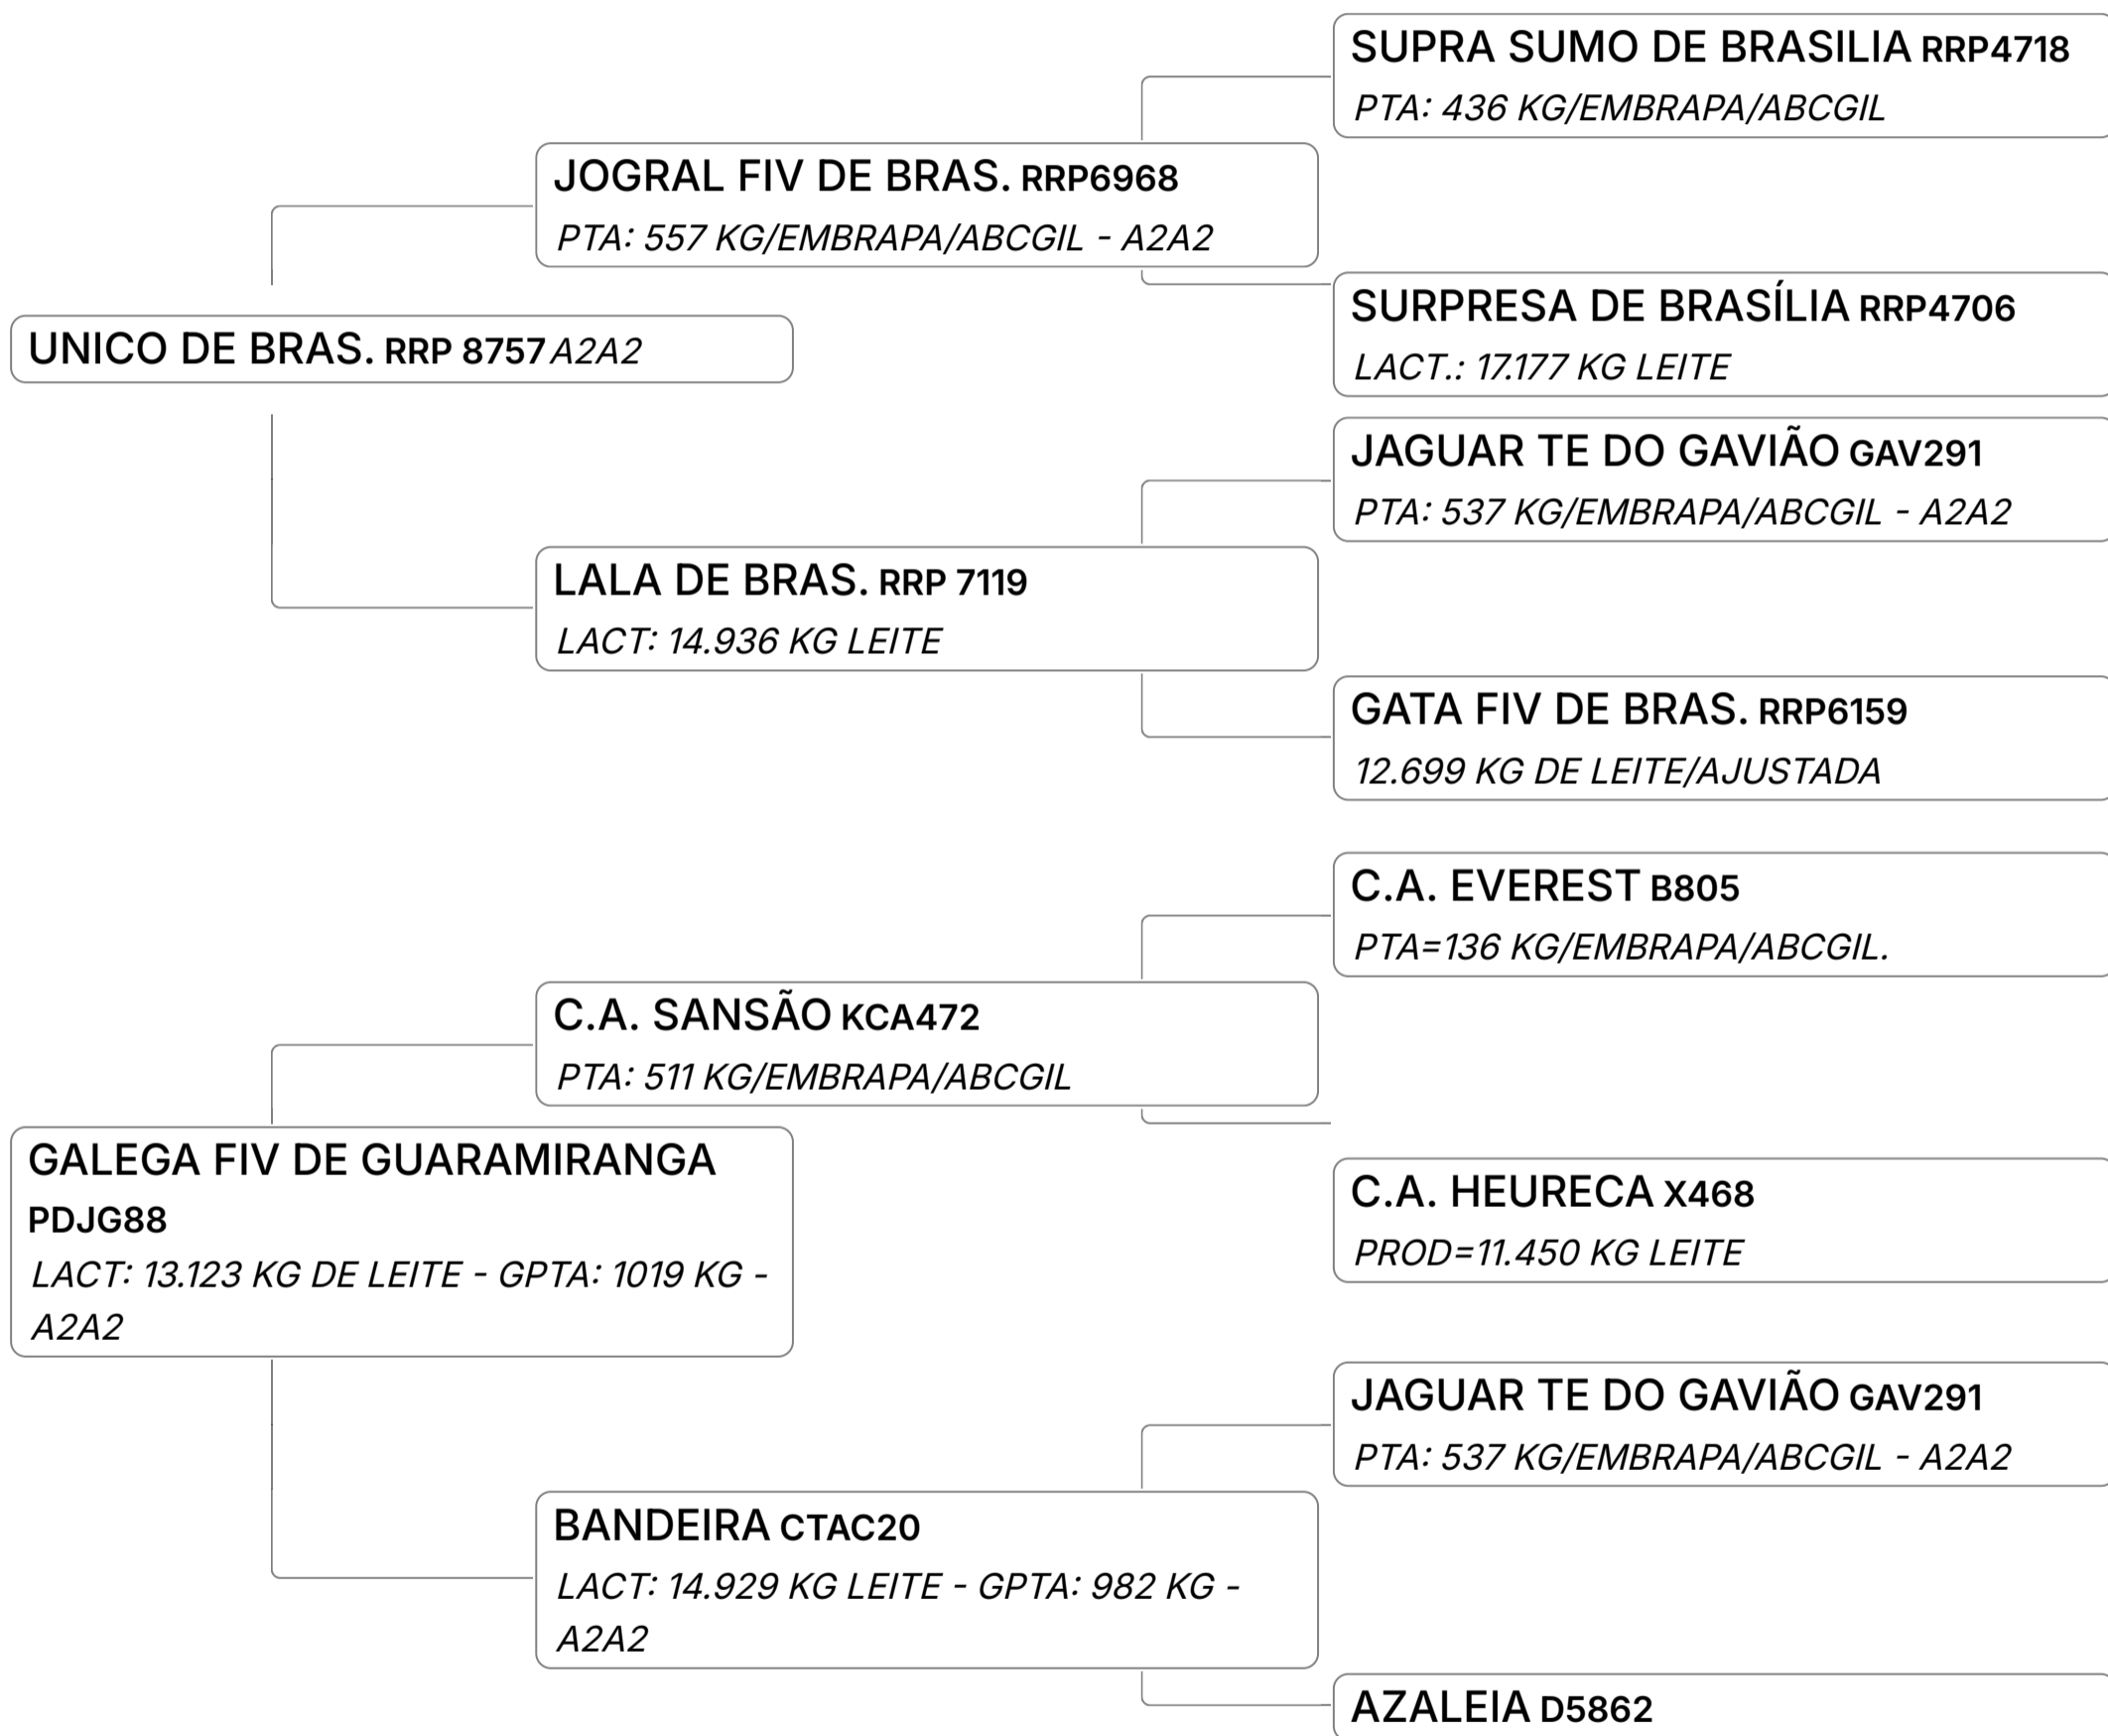 SUPRA SUMO DE BRASILIA RRP4718
PTA: 436 KG/EMBRAPA/ABCGIL
JOGRAL FIV DE BRAS. RRP6968
PTA: 557 KG/EMBRAPA/ABCGIL - A2A2
SURPRESA DE BRASÍLIA RRP4706
LACT.: 17.177 KG LEITE
UNICO DE BRAS. RRP 8757 A2A2
JAGUAR TE DO GAVIÃO GAV291
PTA: 537 KG/EMBRAPA/ABCGIL - A2A2
LALA DE BRAS. RRP 7119
LACT: 14.936 KG LEITE
GATA FIV DE BRAS. RRP6159
12.699 KG DE LEITE/AJUSTADA
C.A. EVEREST B805
PTA=136 KG/EMBRAPA/ABCGIL.
C.A. SANSÃO KCA472
PTA: 511 KG/EMBRAPA/ABCGIL
C.A. HEURECA X468
PROD=11.450 KG LEITE
GALEGA FIV DE GUARAMIRANGA
PDJG88
LACT: 13.123 KG DE LEITE - GPTA: 1019 KG -
A2A2
JAGUAR TE DO GAVIÃO GAV291
PTA: 537 KG/EMBRAPA/ABCGIL - A2A2
BANDEIRA CTAC20
LACT: 14.929 KG LEITE - GPTA: 982 KG -
A2A2
AZALEIA D5862